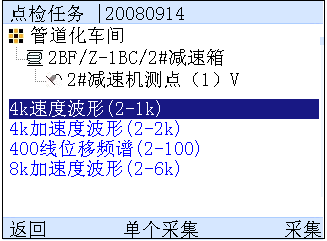 点检任务 |20080914
管道化车间
2BF/Z-1BC/2#减速箱
2#减速机测点（1）V
4k速度波形(2-1k)
4k加速度波形(2-2k)
400线位移频谱(2-100)
8k加速度波形(2-6k)
返回 单个采集 采集